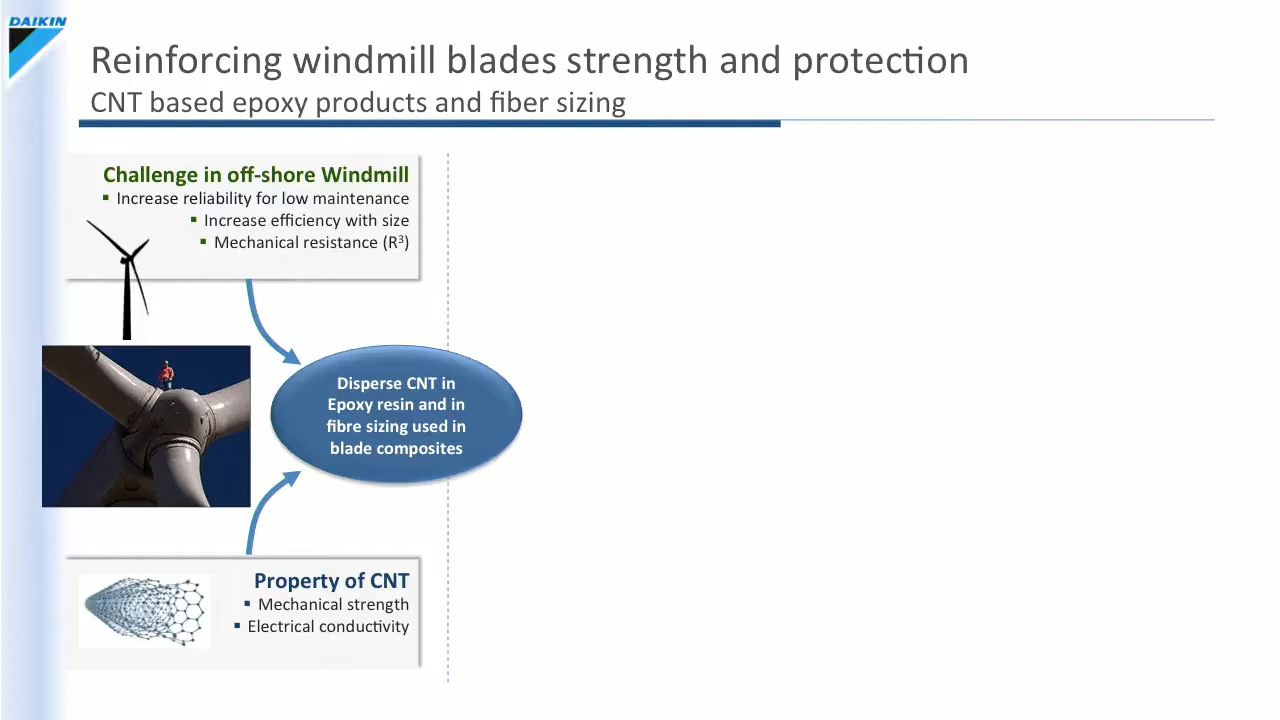 DAIKIN
Reinforcing windmill blades strength and protection
CNT based epoxy products and fiber sizing
Challenge in off-shore Windmill
▪ Increase reliability for low maintenance
▪ Increase efficiency with size
▪ Mechanical resistance (R³)
Disperse CNT in
Epoxy resin and in
fibre sizing used in
blade composites
Property of CNT
▪ Mechanical strength
▪ Electrical conductivity